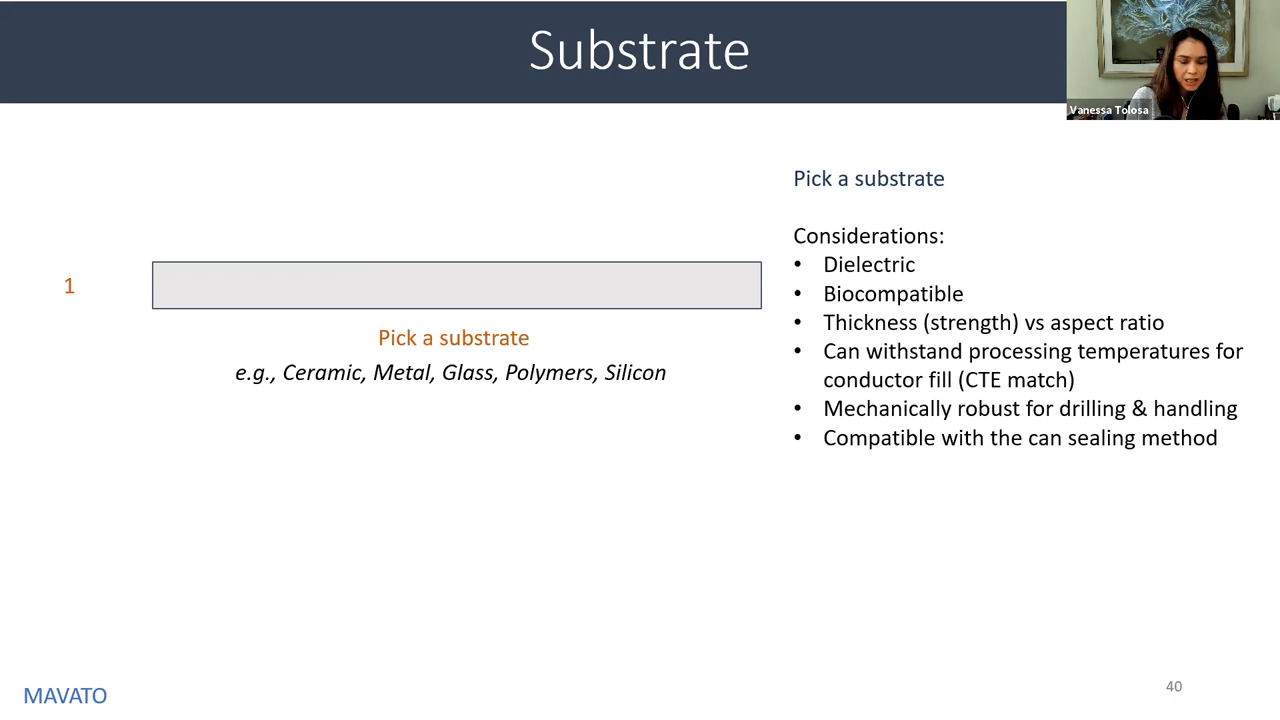 Substrate
Vanessa Tolosa
Pick a substrate
Considerations:
• Dielectric
• Biocompatible
• Thickness (strength) vs aspect ratio
• Can withstand processing temperatures for
conductor fill (CTE match)
• Mechanically robust for drilling & handling
• Compatible with the can sealing method
1
Pick a substrate
e.g., Ceramic, Metal, Glass, Polymers, Silicon
MAVATO
40